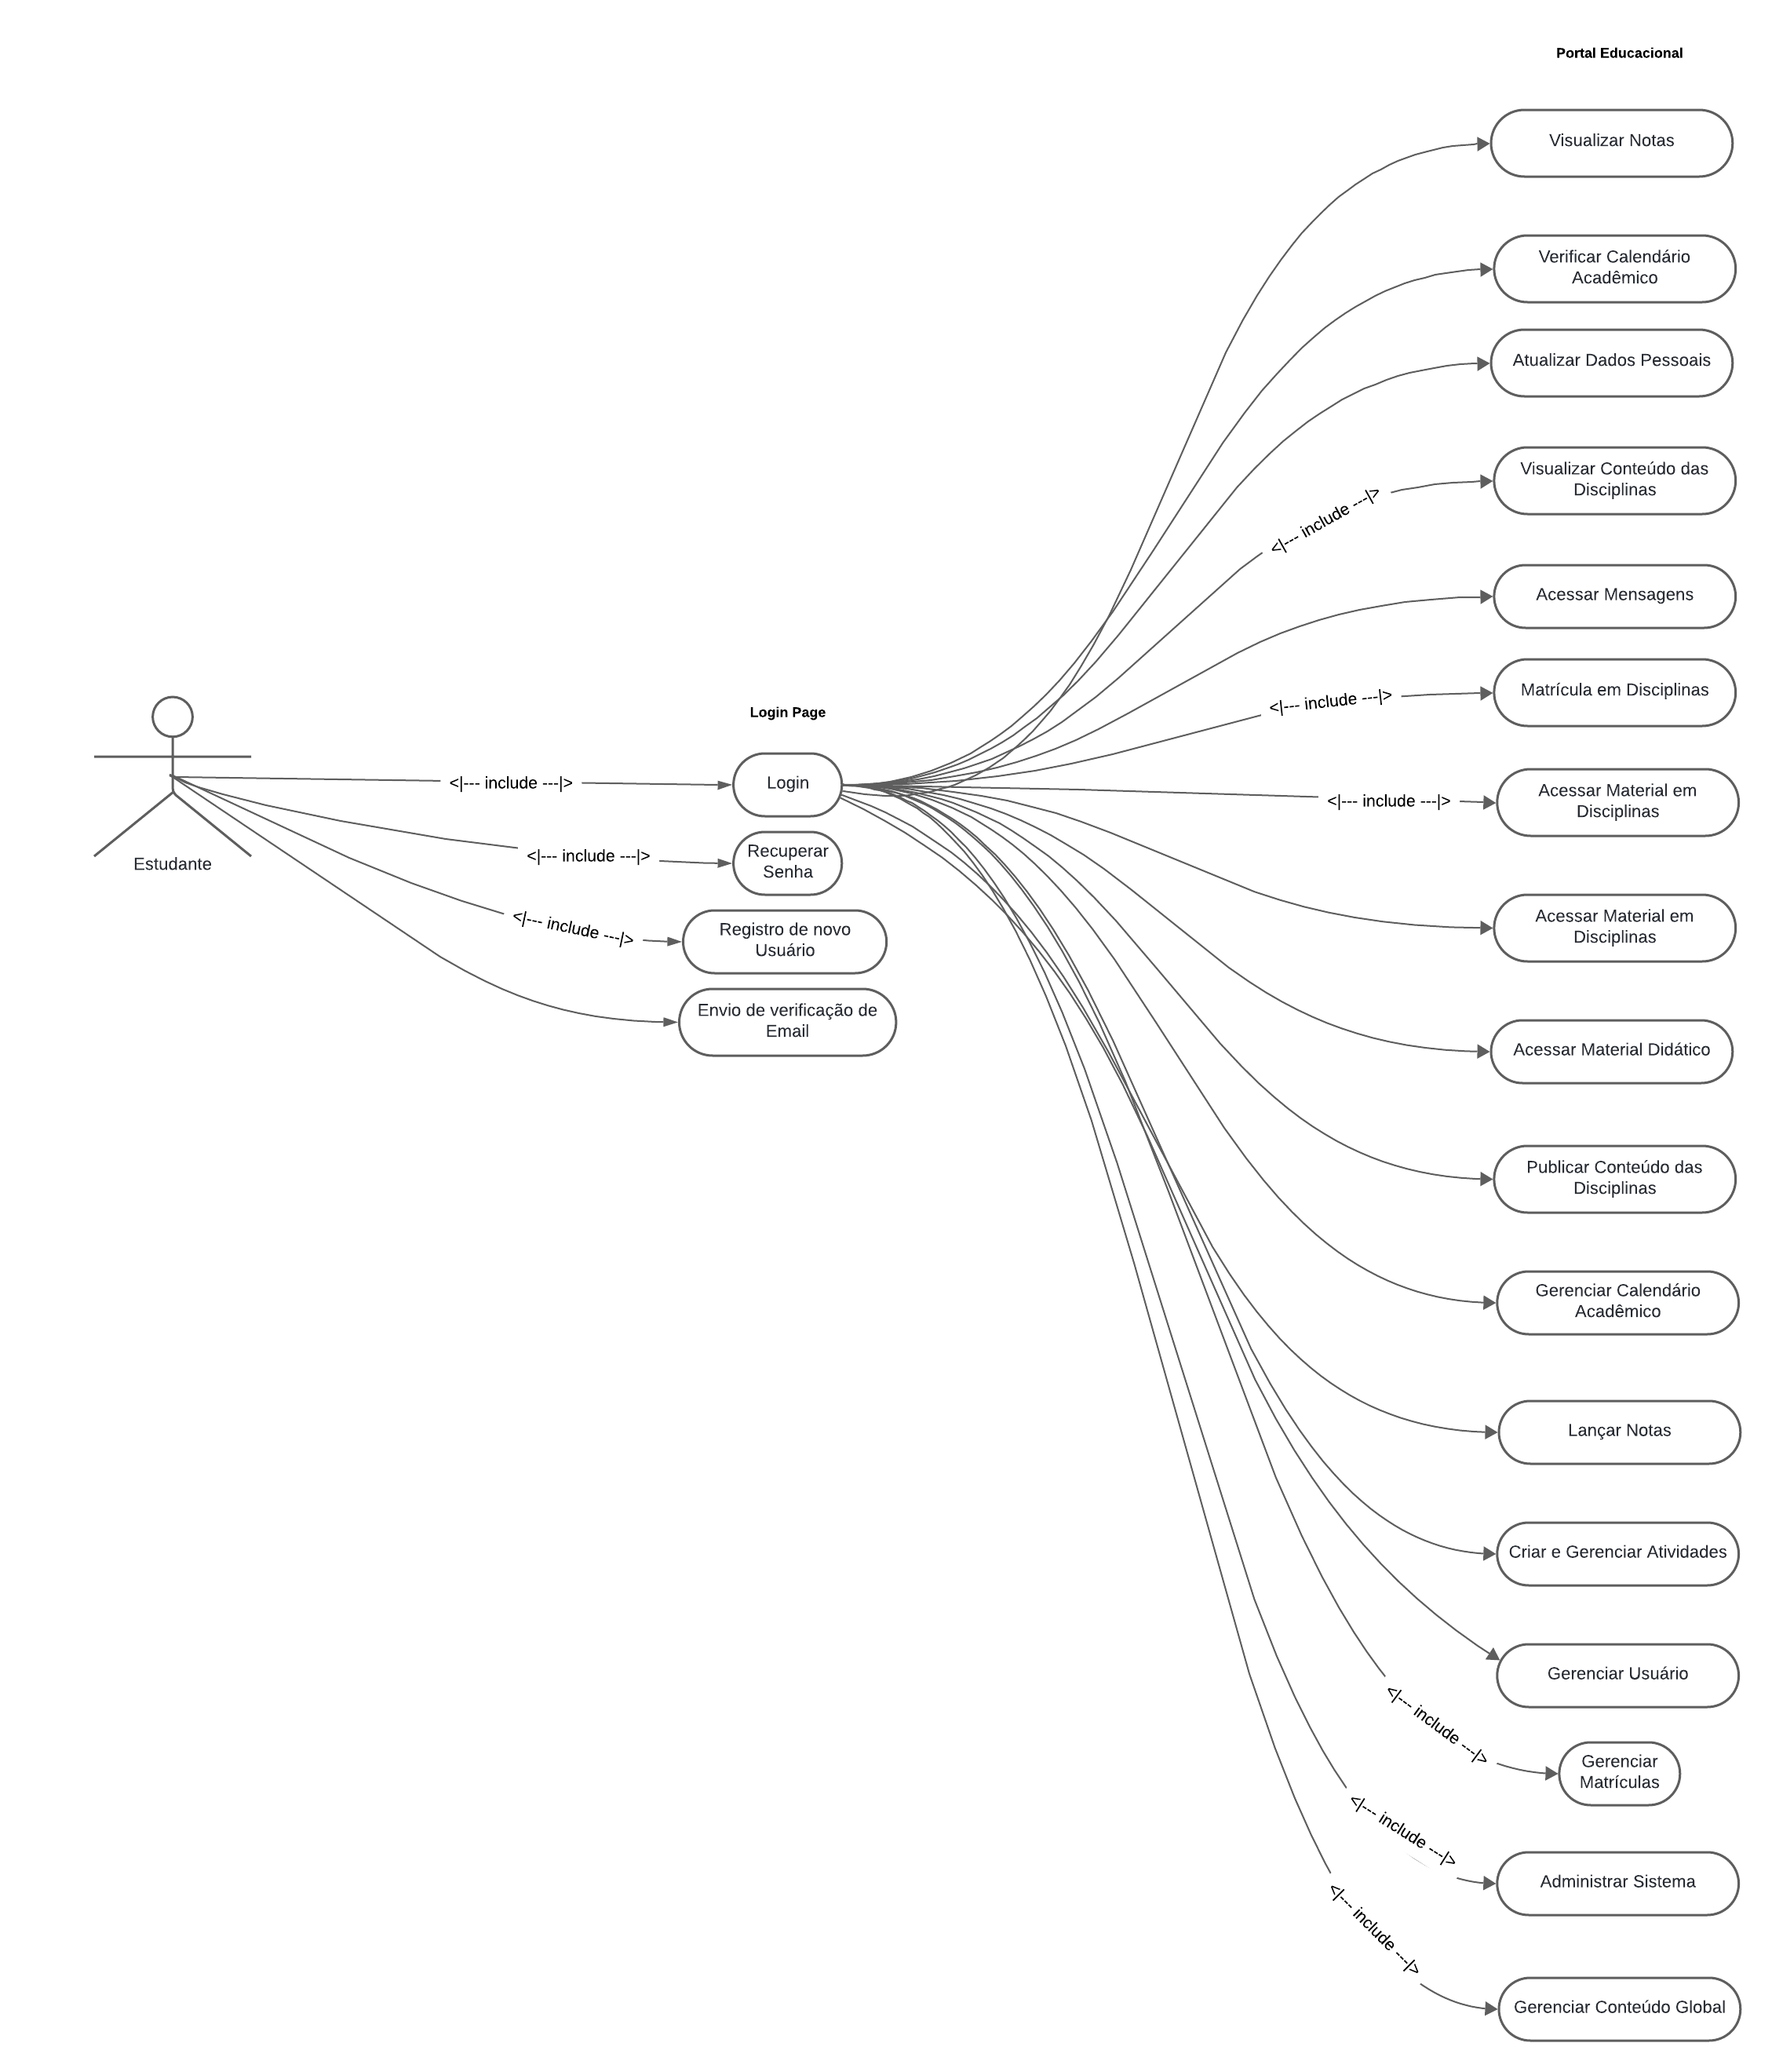 Portal Educacional
Visualizar Notas
Verificar Calendário
Acadêmico
Atualizar Dados Pessoais
Visualizar Conteúdo das
Disciplinas
<|--- include ---|>
Acessar Mensagens
Matrícula em Disciplinas
<|--- include ---|>
Login Page
Login
<|--- include ---|>
Acessar Material em
Disciplinas
<|--- include ---|>
Estudante
Recuperar
Senha
<|--- include ---|>
Registro de novo
Usuário
<|--- include ---|>
Acessar Material em
Disciplinas
Envio de verificação de
Email
Acessar Material Didático
Publicar Conteúdo das
Disciplinas
Gerenciar Calendário
Acadêmico
Lançar Notas
Criar e Gerenciar Atividades
Gerenciar Usuário
<|--- include ---|>
Gerenciar
Matrículas
<|--- include ---|>
Administrar Sistema
<|--- include ---|>
Gerenciar Conteúdo Global